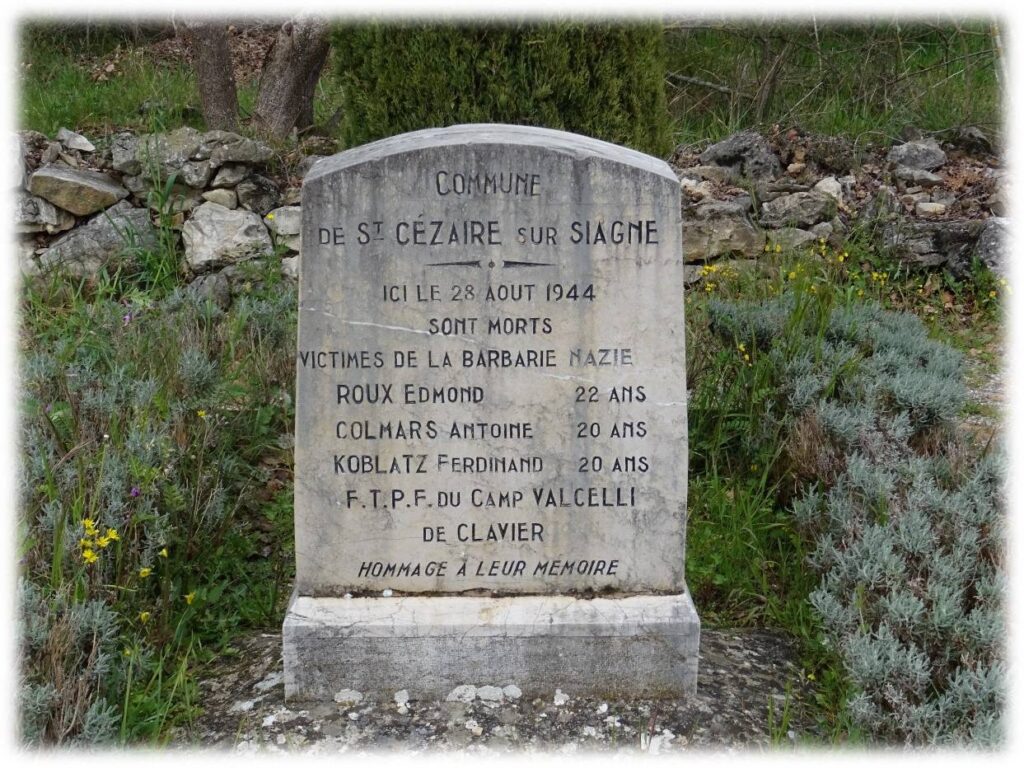 COMMUNE
DE ST CÉZAIRE SUR SIAGNE
ICI LE 28 AOUT 1944
SONT MORTS
VICTIMES DE LA BARBARIE NAZIE
ROUX EDMOND 22 ANS
COLMARS ANTOINE 20 ANS
KOBLATZ FERDINAND 20 ANS
F.T.P.F. DU CAMP VALCELLI
DE CLAVIER
HOMMAGE À LEUR MÉMOIRE